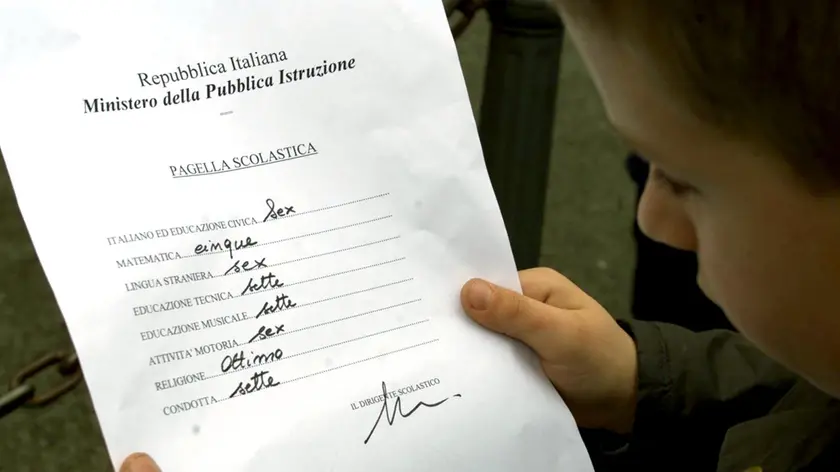 Repubblica Italiana
Ministero della Pubblica Istruzione
PAGELLA SCOLASTICA
ITALIANO ED EDUCAZIONE CIVICA sex
MATEMATICA cinque
LINGUA STRANIERA sex
EDUCAZIONE TECNICA sette
EDUCAZIONE MUSICALE sette
ATTIVITA' MOTORIA sex
RELIGIONE Ottimo
CONDOTTA sette
IL DIRIGENTE SCOLASTICO